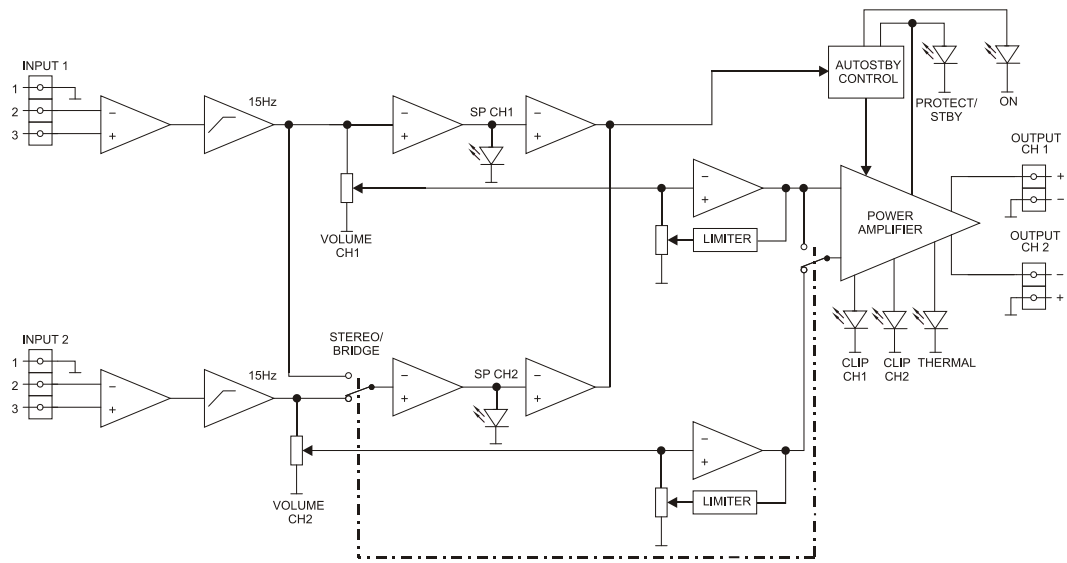 INPUT 1
1
2
3
-
+
15Hz
-
+
SP CH1
-
+
AUTOSTBY
CONTROL
PROTECT/
STBY
ON
VOLUME
CH1
-
+
LIMITER
POWER
AMPLIFIER
OUTPUT
CH 1
+
-
OUTPUT
CH 2
-
+
CLIP
CH1
CLIP
CH2
THERMAL
INPUT 2
1
2
3
-
+
15Hz
STEREO/
BRIDGE
-
+
SP CH2
-
+
VOLUME
CH2
-
+
LIMITER